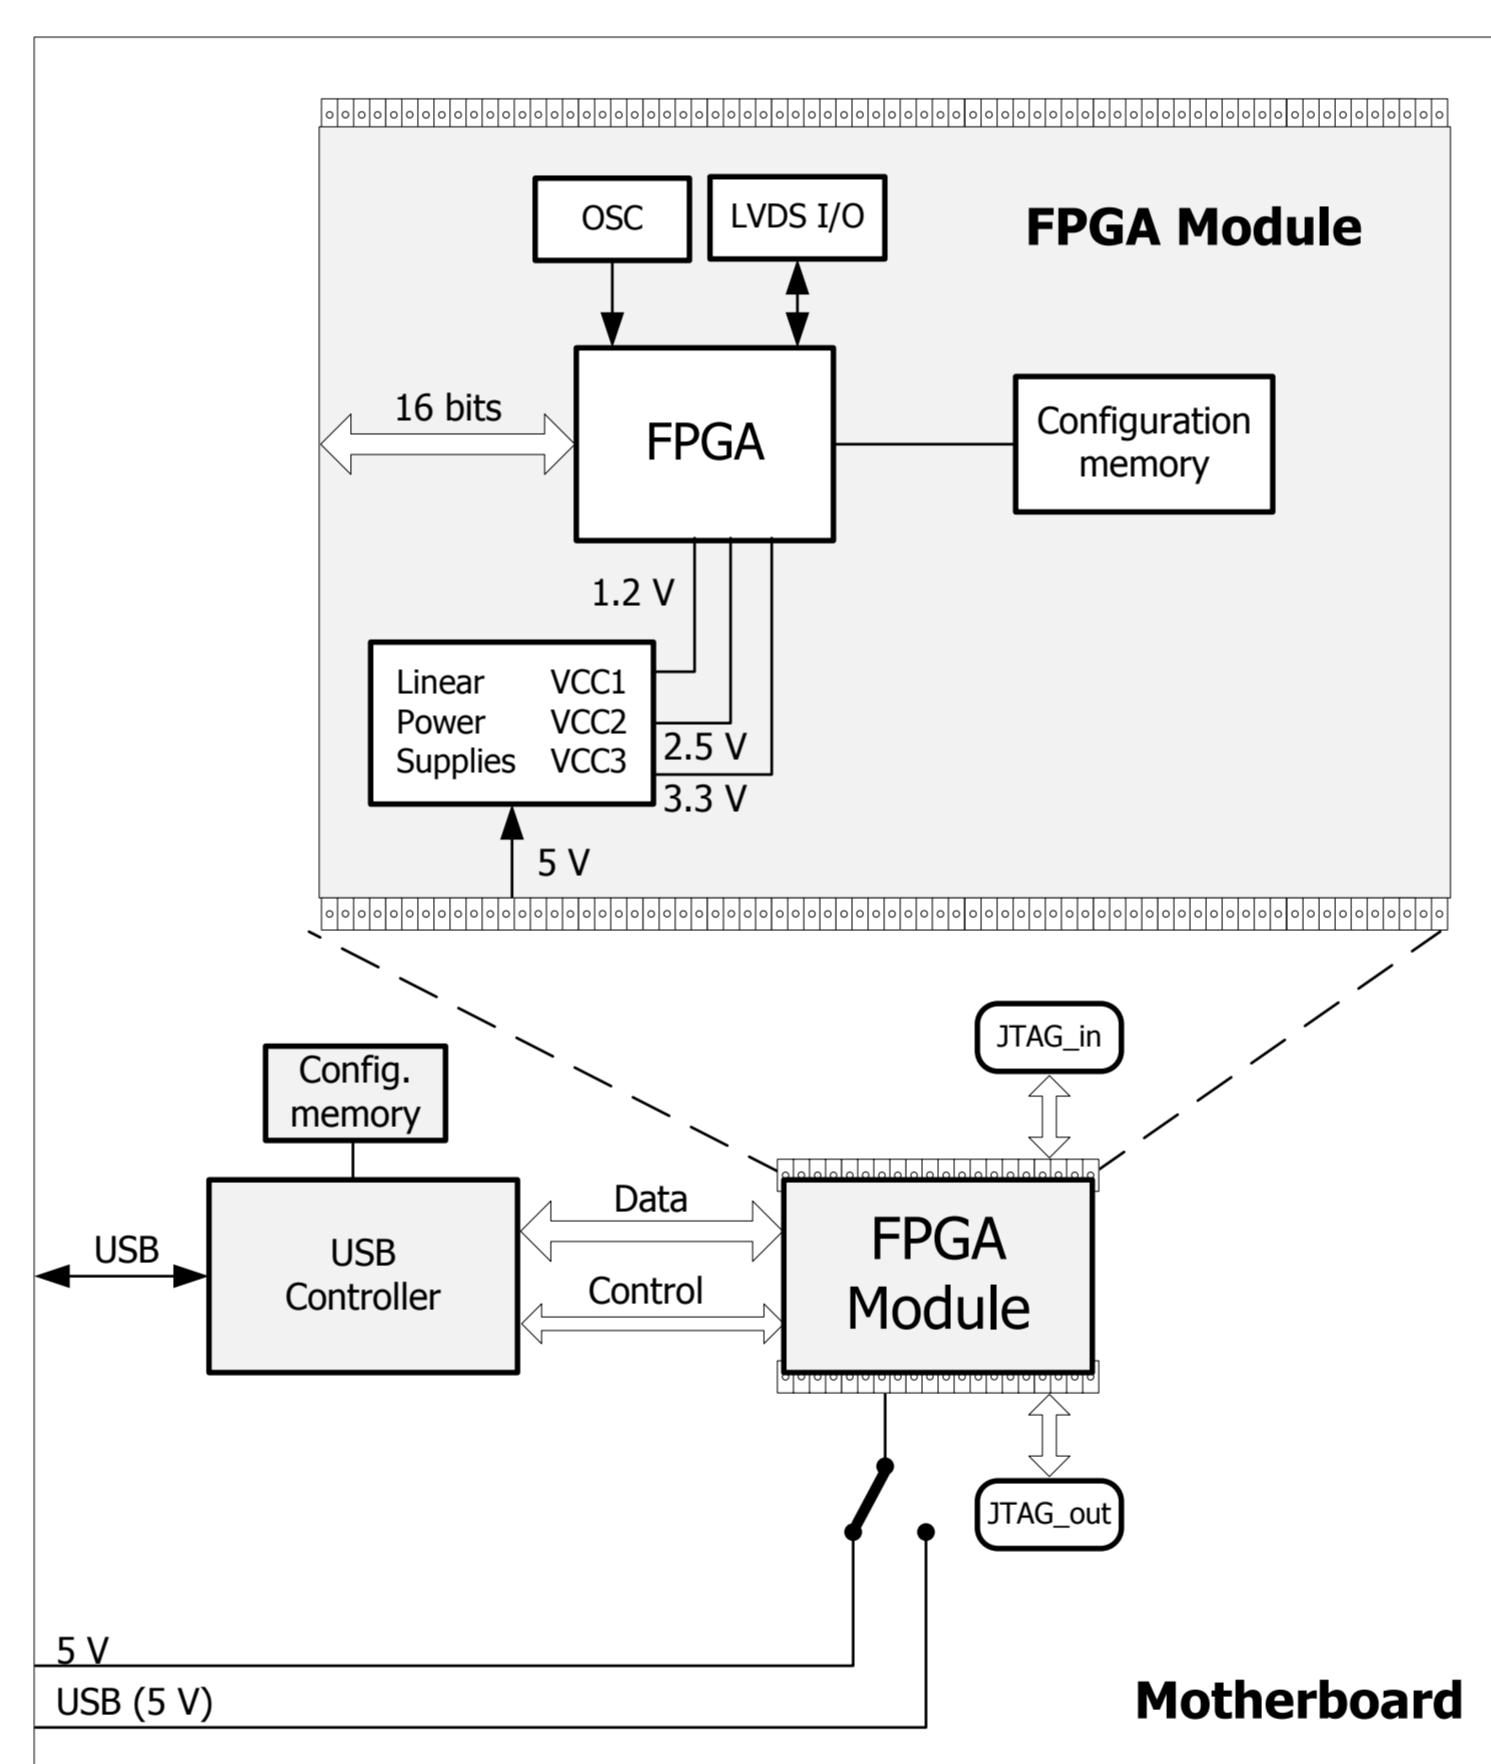 OSC
LVDS I/O
FPGA Module
16 bits
FPGA
Configuration
memory
1.2 V
Linear VCC1
Power VCC2
Supplies VCC3
2.5 V
3.3 V
5 V
JTAG_in
Config.
memory
Data
FPGA
Module
USB
USB
Controller
Control
JTAG_out
5 V
USB (5 V)
Motherboard